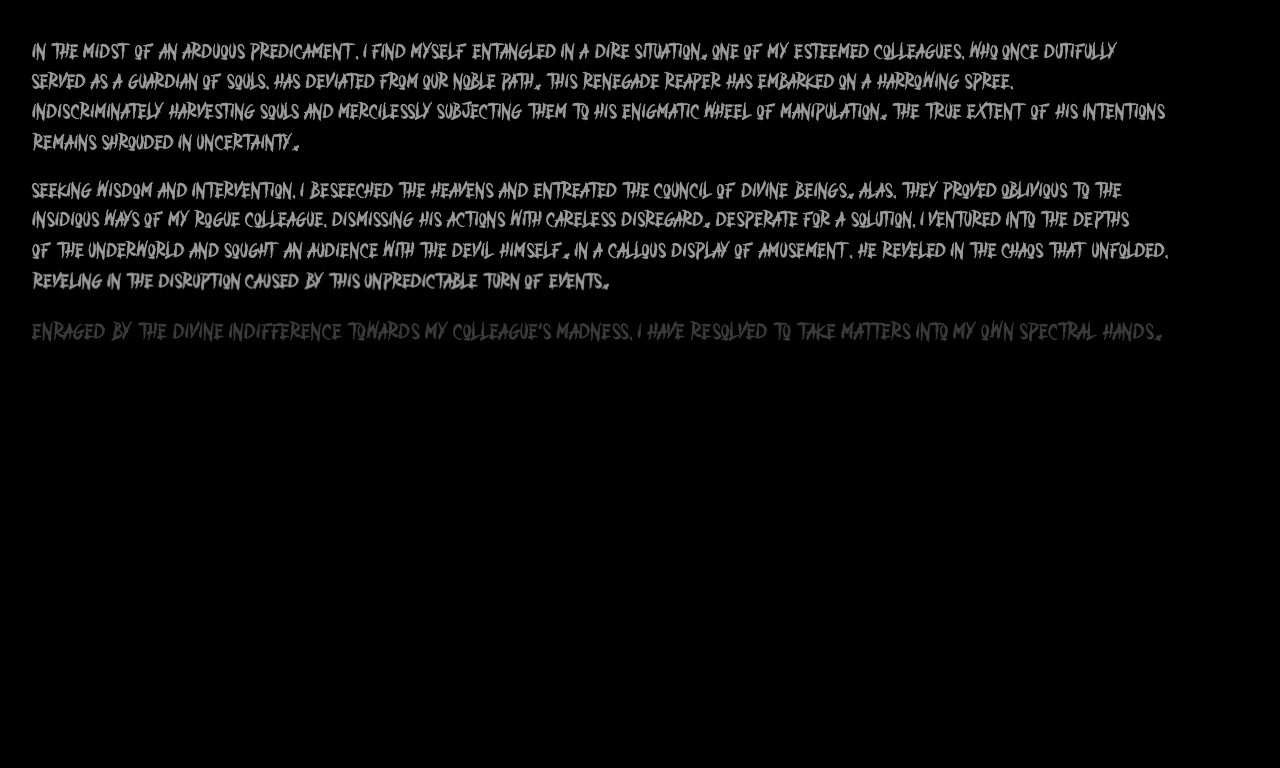 IN THE MIDST OF AN ARDUOUS PREDICAMENT, I FIND MYSELF ENTANGLED IN A DIRE SITUATION. ONE OF MY ESTEEMED COLLEAGUES, WHO ONCE DUTIFULLY
SERVED AS A GUARDIAN OF SOULS, HAS DEVIATED FROM OUR NOBLE PATH. THIS RENEGADE REAPER HAS EMBARKED ON A HARROWING SPREE,
INDISCRIMINATELY HARVESTING SOULS AND MERCILESSLY SUBJECTING THEM TO HIS ENIGMATIC WHEEL OF MANIPULATION. THE TRUE EXTENT OF HIS INTENTIONS
REMAINS SHROUDED IN UNCERTAINTY.
SEEKING WISDOM AND INTERVENTION, I BESEECHED THE HEAVENS AND ENTREATED THE COUNCIL OF DIVINE BEINGS. ALAS, THEY PROVED OBLIVIOUS TO THE
INSIDIOUS WAYS OF MY ROGUE COLLEAGUE, DISMISSING HIS ACTIONS WITH CARELESS DISREGARD. DESPERATE FOR A SOLUTION, I VENTURED INTO THE DEPTHS
OF THE UNDERWORLD AND SOUGHT AN AUDIENCE WITH THE DEVIL HIMSELF. IN A CALLOUS DISPLAY OF AMUSEMENT, HE REVELED IN THE CHAOS THAT UNFOLDED,
REVELING IN THE DISRUPTION CAUSED BY THIS UNPREDICTABLE TURN OF EVENTS.
ENRAGED BY THE DIVINE INDIFFERENCE TOWARDS MY COLLEAGUE'S MADNESS, I HAVE RESOLVED TO TAKE MATTERS INTO MY OWN SPECTRAL HANDS.